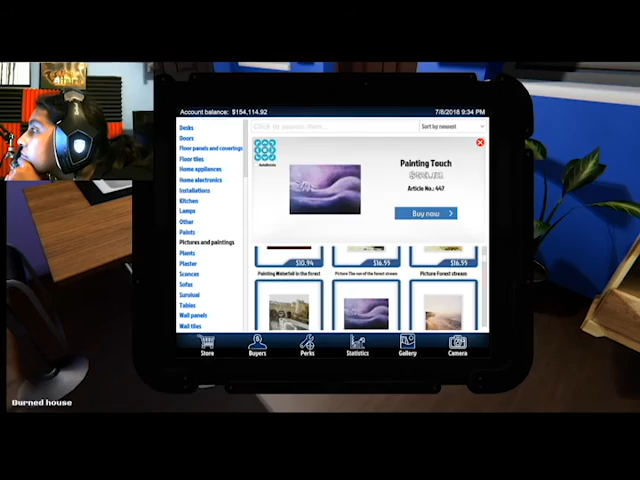 Account balance: $154,114.92
7/8/2018 9:34 PM
Desks
Doors
Floor panels and coverings
Floor tiles
Home appliances
Home electronics
Installations
Kitchen
Lamps
Other
Paints
Pictures and paintings
Plants
Plaster
Sconces
Sofas
Survival
Tables
Wall panels
Wall tiles
Sort by newest
Painting Touch
Article No.: 447
Buy now
$10.94
$16.55
$16.55
Painting Waterfall in the forest
Picture The run of the forest stream
Picture Forest stream
Store
Buyers
Perks
Statistics
Gallery
Camera
Burned house